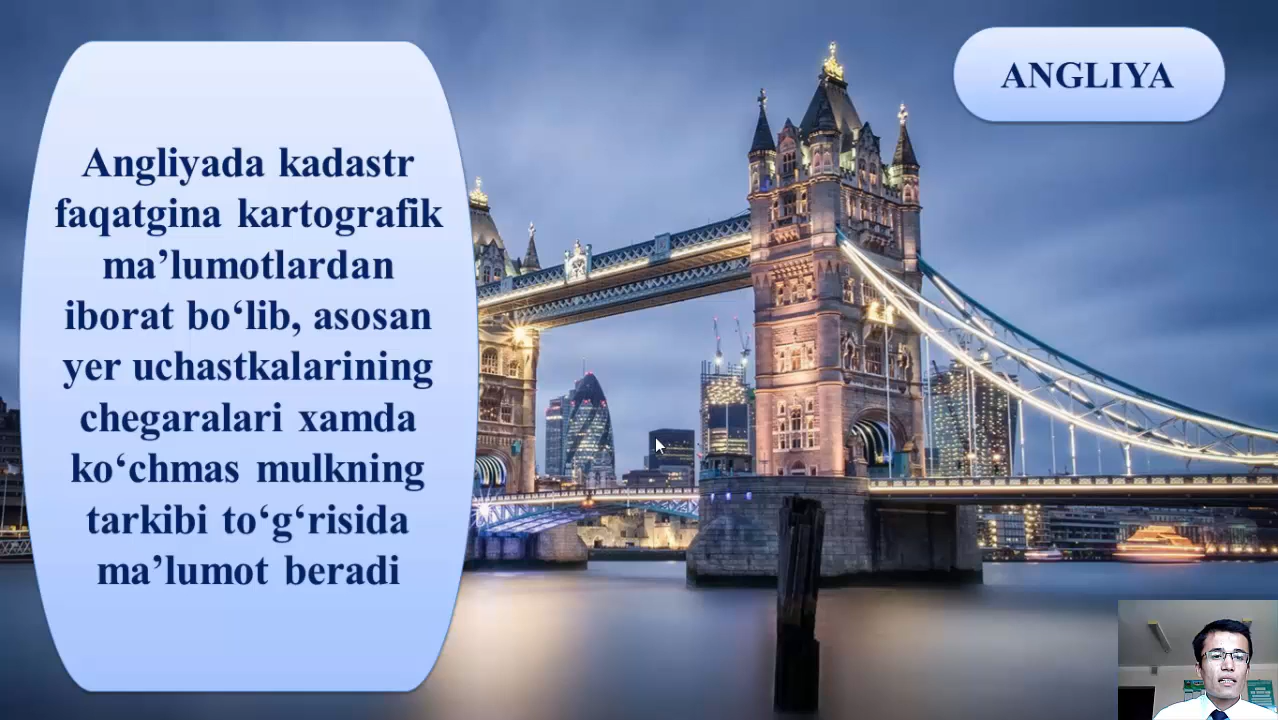 ANGLIYA
Angliyada kadastr
faqatgina kartografik
ma’lumotlardan
iborat bo‘lib, asosan
yer uchastkalarining
chegaralari xamda
ko‘chmas mulkning
tarkibi to‘g‘risida
ma’lumot beradi